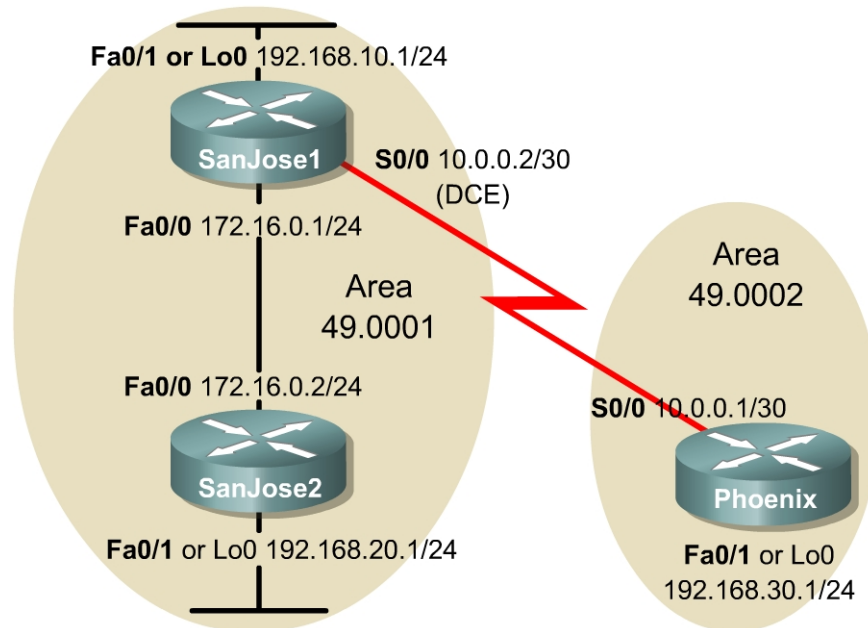 Fa0/1 or Lo0 192.168.10.1/24
SanJose1
S0/0 10.0.0.2/30
(DCE)
Fa0/0 172.16.0.1/24
Area
49.0001
Area
49.0002
Fa0/0 172.16.0.2/24
S0/0 10.0.0.1/30
SanJose2
Phoenix
Fa0/1 or Lo0 192.168.20.1/24
Fa0/1 or Lo0
192.168.30.1/24